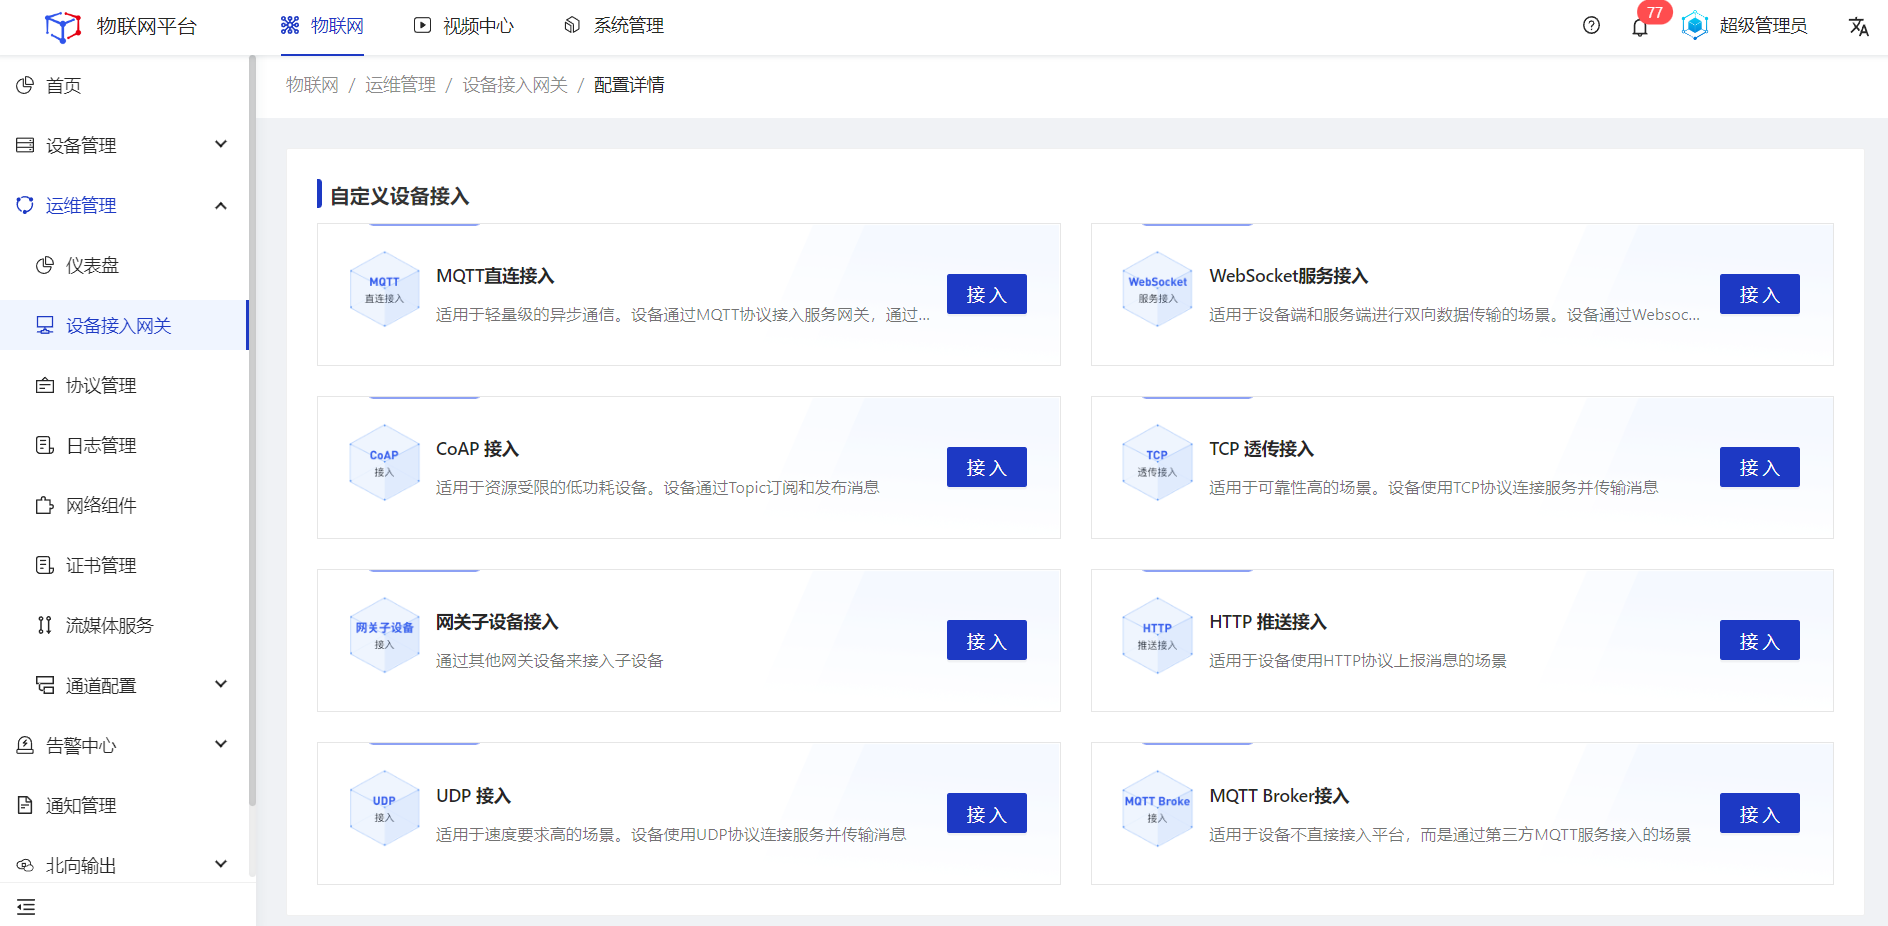 物联网平台
物联网
视频中心
系统管理
77
超级管理员
首页
设备管理
运维管理
仪表盘
设备接入网关
协议管理
日志管理
网络组件
证书管理
流媒体服务
通道配置
告警中心
通知管理
北向输出
物联网 / 运维管理 / 设备接入网关 / 配置详情
自定义设备接入
MQTT
直连接入
MQTT直连接入
适用于轻量级的异步通信。设备通过MQTT协议接入服务网关，通过...
接 入
WebSocket
服务接入
WebSocket服务接入
适用于设备端和服务端进行双向数据传输的场景。设备通过Websoc...
接 入
CoAP
接入
CoAP 接入
适用于资源受限的低功耗设备。设备通过Topic订阅和发布消息
接 入
TCP
透传接入
TCP 透传接入
适用于可靠性高的场景。设备使用TCP协议连接服务并传输消息
接 入
网关子设备
接入
网关子设备接入
通过其他网关设备来接入子设备
接 入
HTTP
推送接入
HTTP 推送接入
适用于设备使用HTTP协议上报消息的场景
接 入
UDP
接入
UDP 接入
适用于速度要求高的场景。设备使用UDP协议连接服务并传输消息
接 入
MQTT Broke
接入
MQTT Broker接入
适用于设备不直接接入平台，而是通过第三方MQTT服务接入的场景
接 入